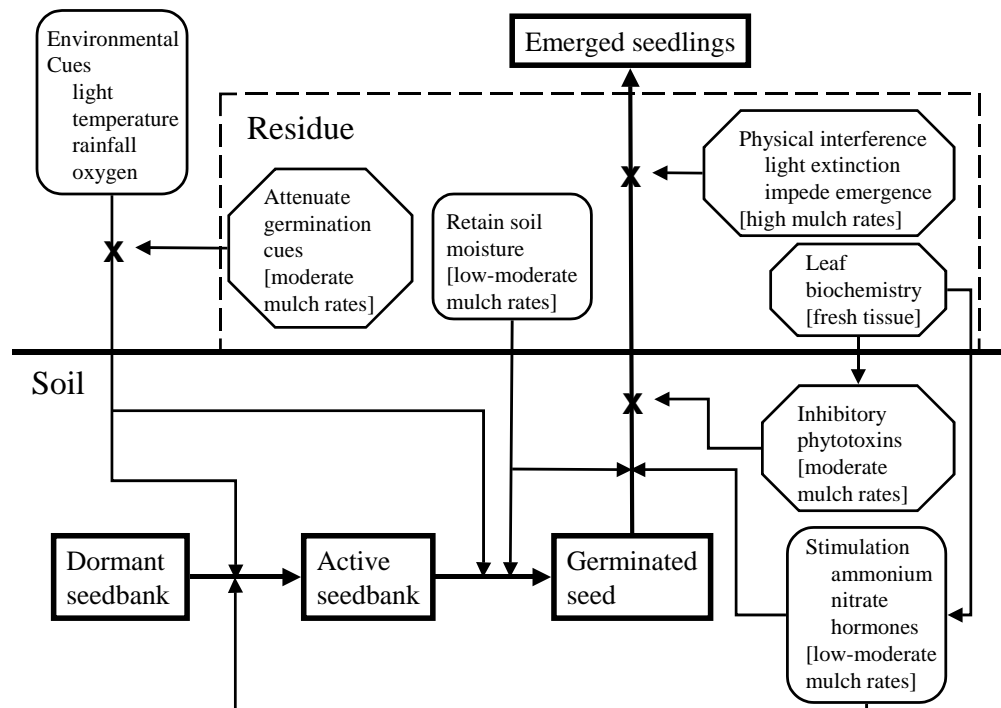 Environmental
Cues
light
temperature
rainfall
oxygen
Emerged seedlings
Residue
Physical interference
light extinction
impede emergence
[high mulch rates]
Attenuate
germination
cues
[moderate
mulch rates]
Retain soil
moisture
[low-moderate
mulch rates]
Leaf
biochemistry
[fresh tissue]
X
X
Soil
X
Inhibitory
phytotoxins
[moderate
mulch rates]
Dormant
seedbank
Active
seedbank
Germinated
seed
Stimulation
ammonium
nitrate
hormones
[low-moderate
mulch rates]